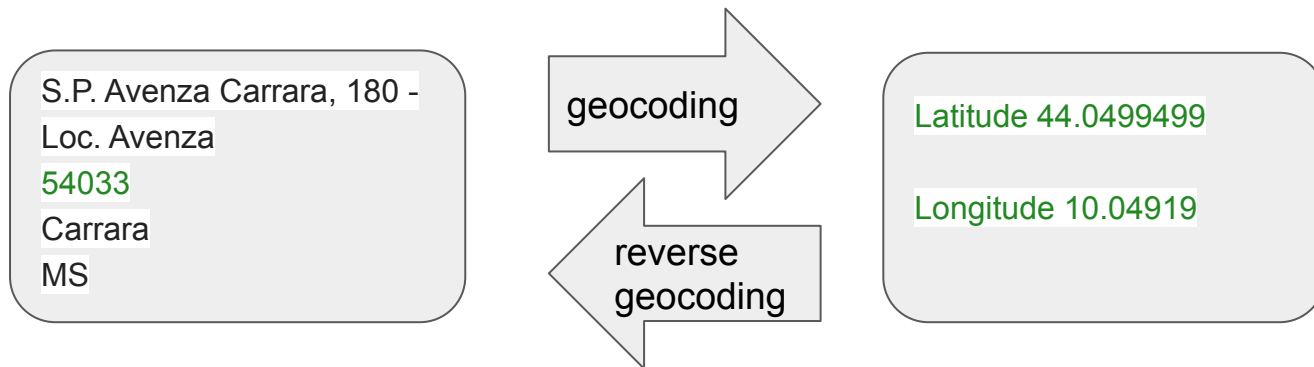 S.P. Avenza Carrara, 180 -
Loc. Avenza
54033
Carrara
MS
geocoding
reverse
geocoding
Latitude 44.0499499
Longitude 10.04919